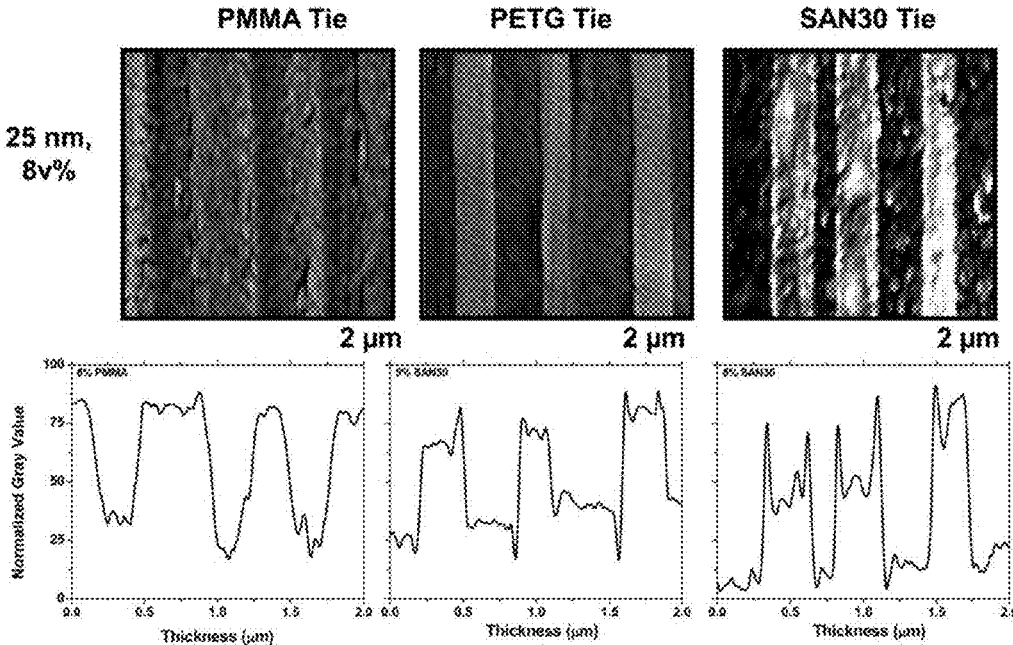 PMMA Tie PETG Tie SAN30 Tie
25 nm,
8v%
2 μm 2 μm 2 μm
100
75
50
25
0
Normalized Gray Value
8% PMMA
0.0 0.5 1.0 1.5 2.0
Thickness (μm)
SAN30
0.0 0.5 1.0 1.5 2.0
Thickness (μm)
8% SAN30
0.0 0.5 1.0 1.5 2.0
Thickness (μm)